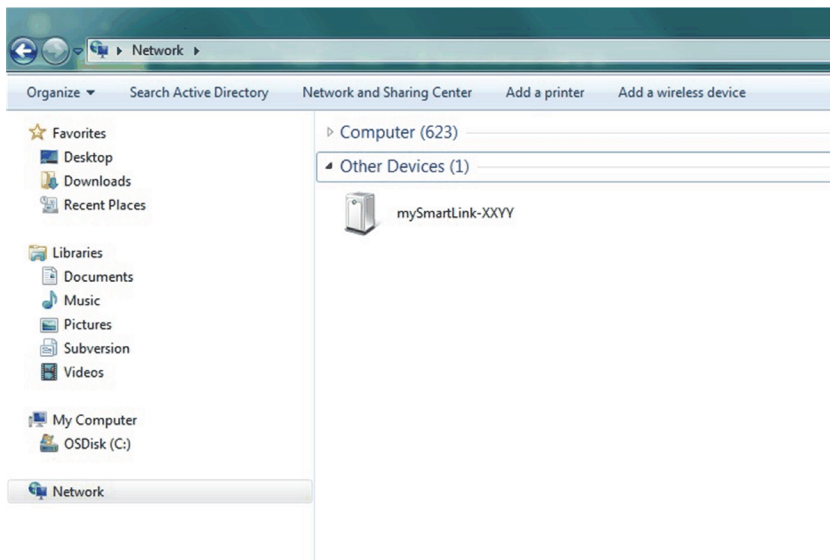 Network
Organize
Search Active Directory
Network and Sharing Center
Add a printer
Add a wireless device
Favorites
Desktop
Downloads
Recent Places
Libraries
Documents
Music
Pictures
Subversion
Videos
My Computer
OSDisk (C:)
Network
Computer (623)
Other Devices (1)
mySmartLink-XXYY